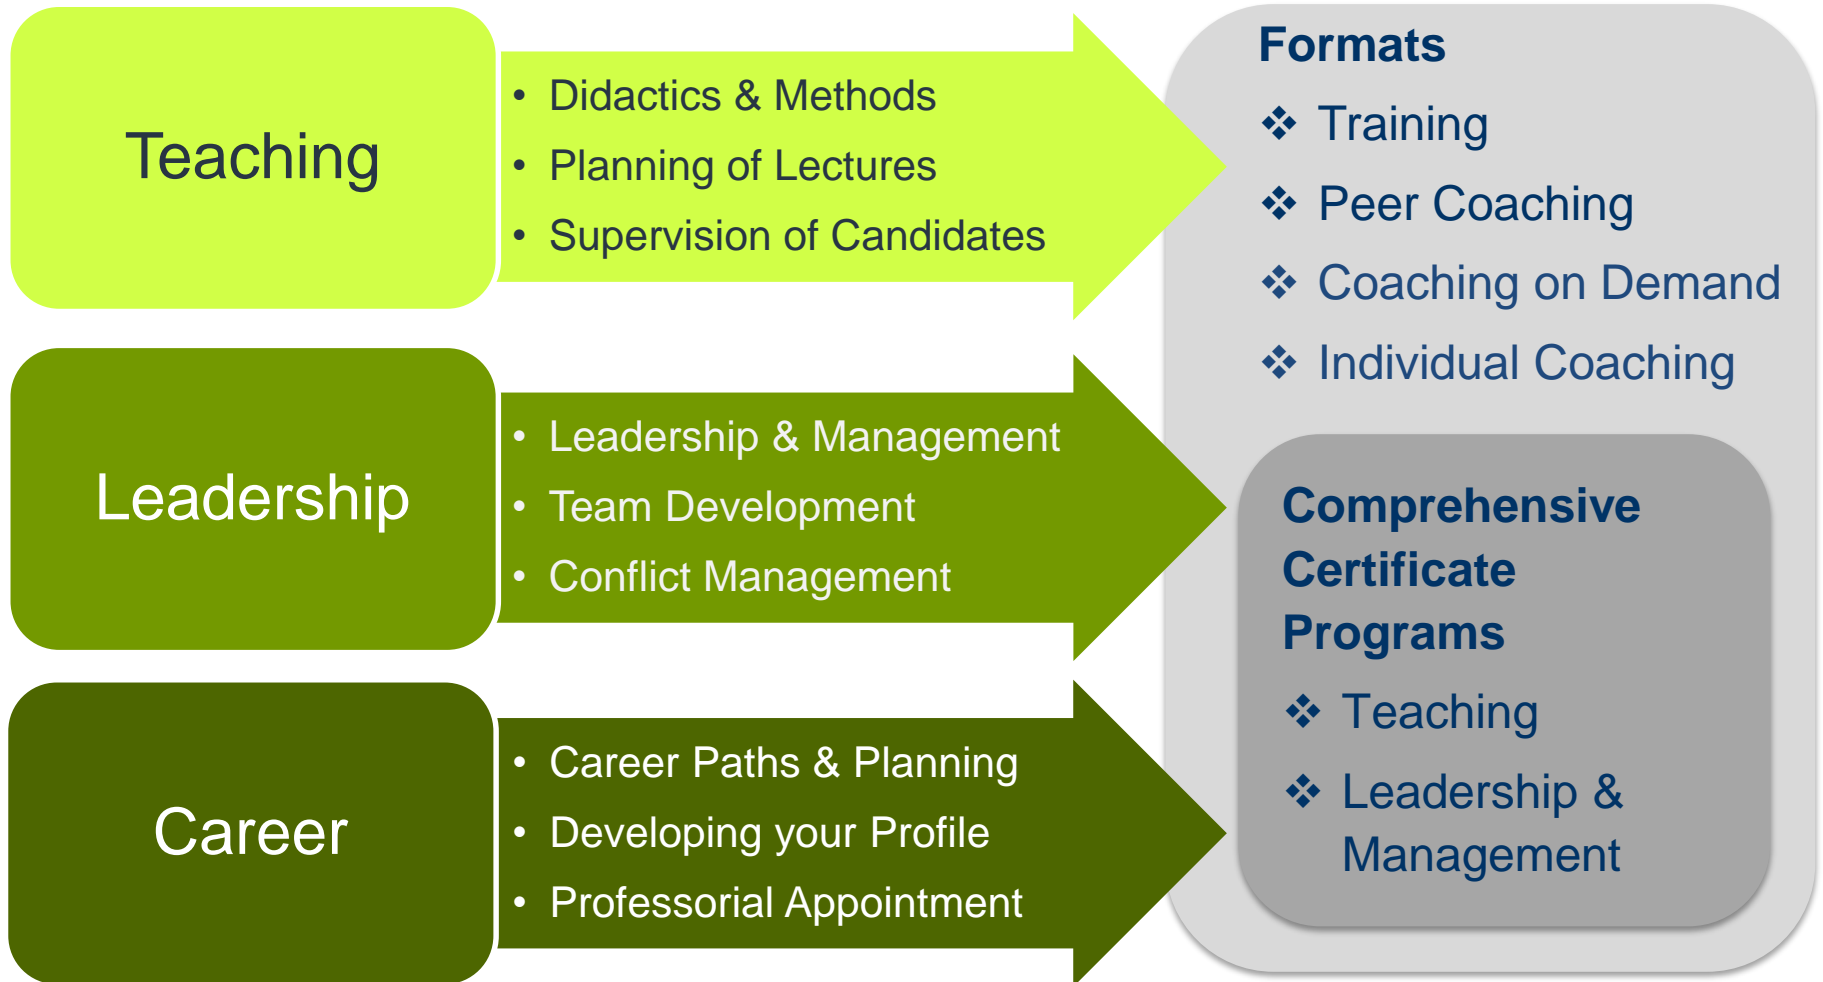 Teaching
• Didactics & Methods
• Planning of Lectures
• Supervision of Candidates
Leadership
• Leadership & Management
• Team Development
• Conflict Management
Career
• Career Paths & Planning
• Developing your Profile
• Professorial Appointment
Formats
❖ Training
❖ Peer Coaching
❖ Coaching on Demand
❖ Individual Coaching
Comprehensive
Certificate
Programs
❖ Teaching
❖ Leadership &
Management